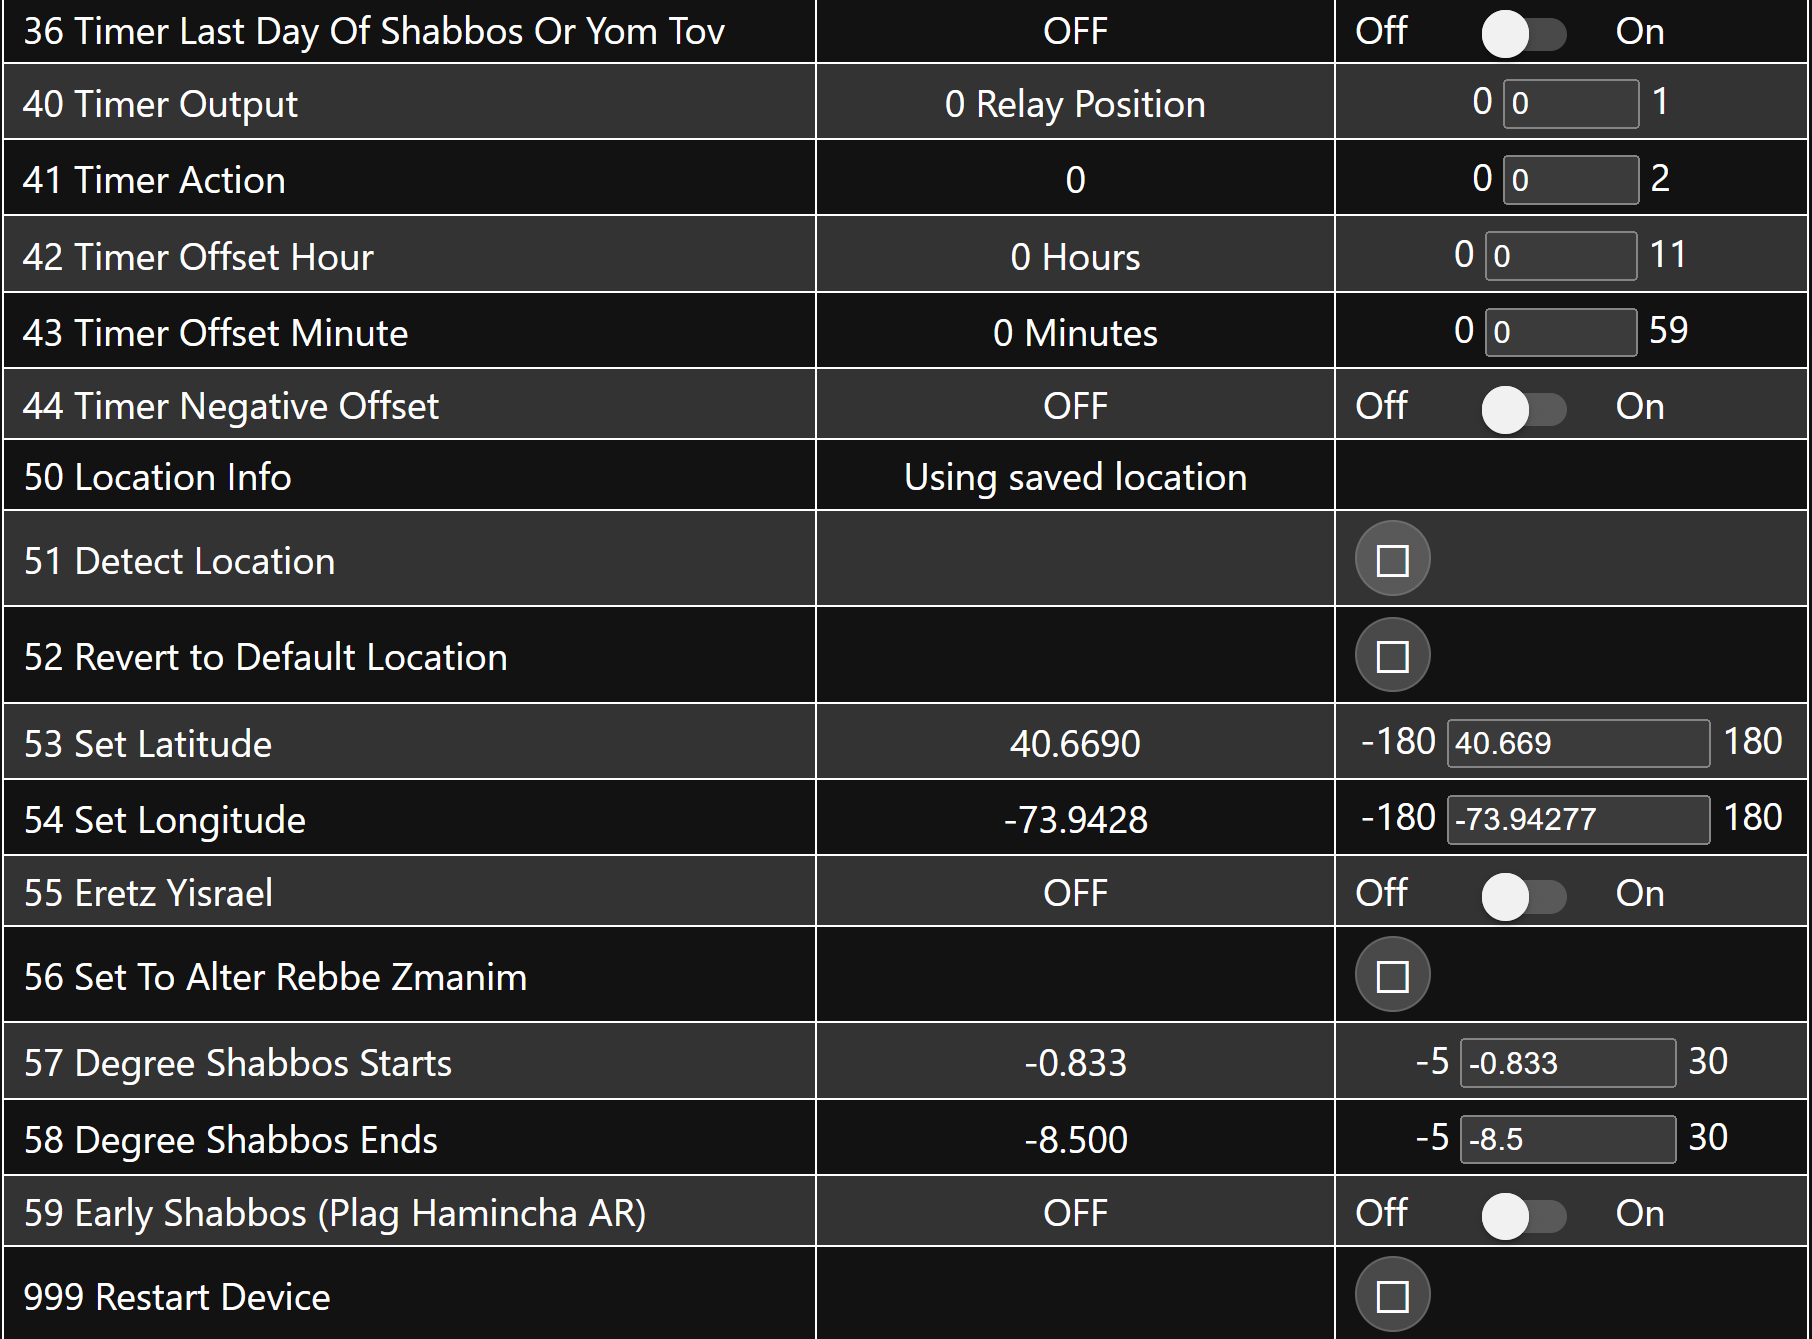 36 Timer Last Day Of Shabbos Or Yom Tov OFF Off On
40 Timer Output 0 Relay Position 0 0 1
41 Timer Action 0 0 0 2
42 Timer Offset Hour 0 Hours 0 0 11
43 Timer Offset Minute 0 Minutes 0 0 59
44 Timer Negative Offset OFF Off On
50 Location Info Using saved location
51 Detect Location
52 Revert to Default Location
53 Set Latitude 40.6690 -180 40.669 180
54 Set Longitude -73.9428 -180 -73.94277 180
55 Eretz Yisrael OFF Off On
56 Set To Alter Rebbe Zmanim
57 Degree Shabbos Starts -0.833 -5 -0.833 30
58 Degree Shabbos Ends -8.500 -5 -8.5 30
59 Early Shabbos (Plag Hamincha AR) OFF Off On
999 Restart Device